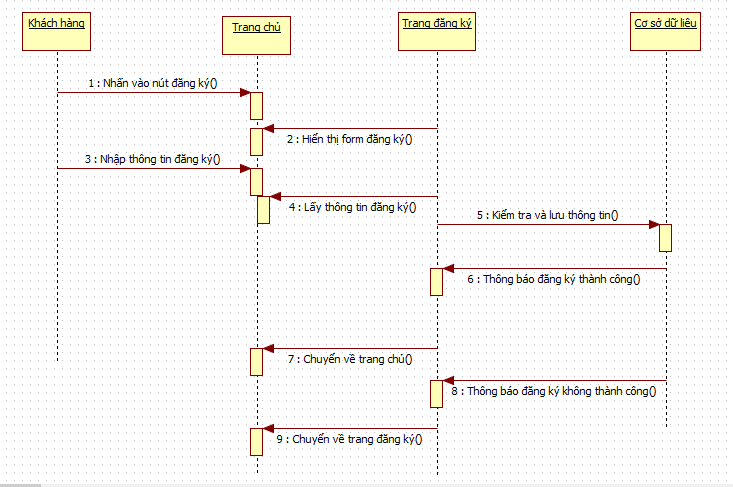 Khách hàng
Trang chủ
Trang đăng ký
Cơ sở dữ liêu
1 : Nhấn vào nút đăng ký()
2 : Hiển thị form đăng ký()
3 : Nhập thông tin đăng ký()
4 : Lấy thông tin đăng ký()
5 : Kiểm tra và lưu thông tin()
6 : Thông báo đăng ký thành công()
7 : Chuyển về trang chủ()
8 : Thông báo đăng ký không thành công()
9 : Chuyển về trang đăng ký()